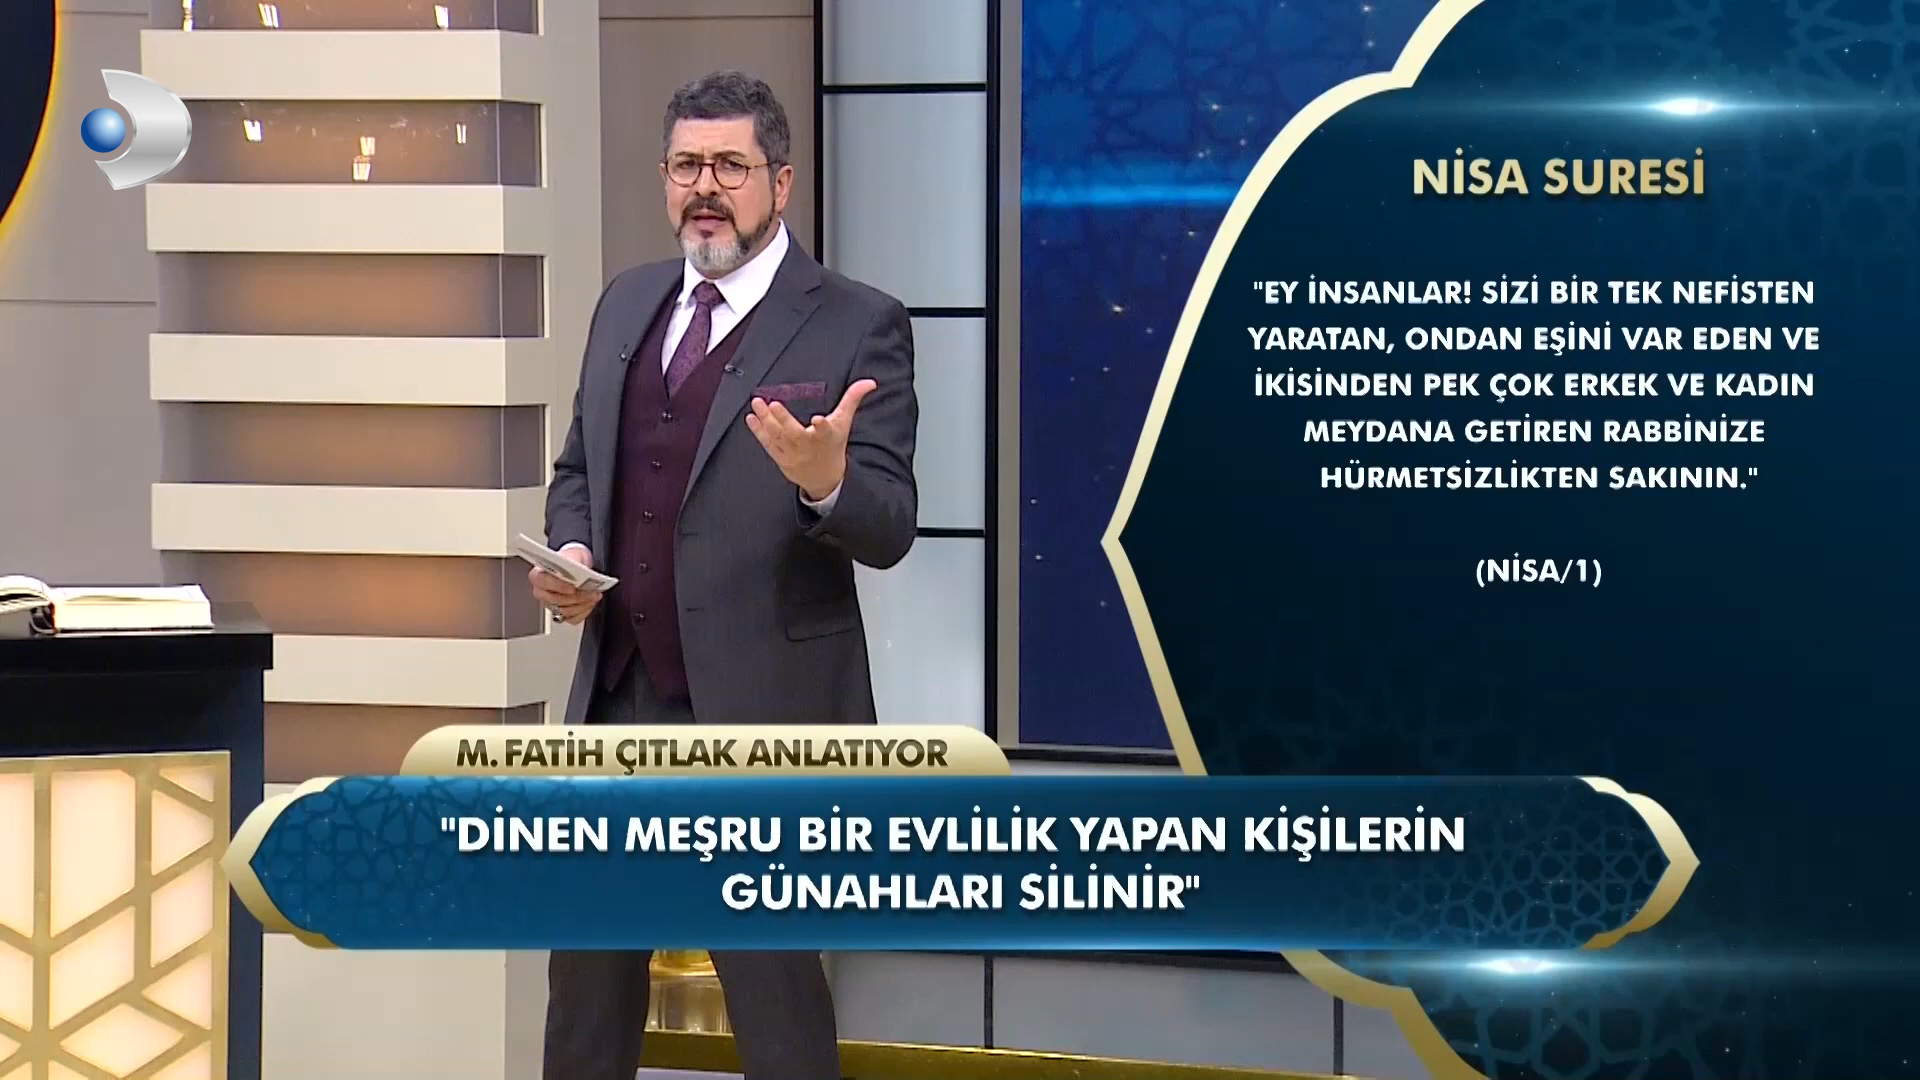 NİSA SURESİ
"EY İNSANLAR! SİZİ BİR TEK NEFİSTEN
YARATAN, ONDAN EŞİNİ VAR EDEN VE
İKİSİNDEN PEK ÇOK ERKEK VE KADIN
MEYDANA GETİREN RABBİNİZE
HÜRMETSİZLİKTEN SAKININ."
(NİSA/1)
M. FATİH ÇITLAK ANLATIYOR
"DİNEN MEŞRU BİR EVLİLİK YAPAN KİŞİLERİN
GÜNAHLARI SİLİNİR"